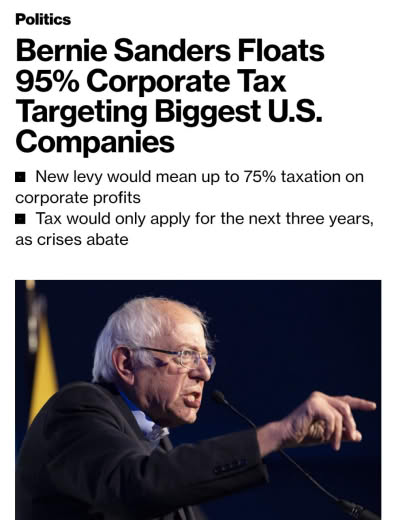 Politics
Bernie Sanders Floats
95% Corporate Tax
Targeting Biggest U.S.
Companies
■ New levy would mean up to 75% taxation on
corporate profits
■ Tax would only apply for the next three years,
as crises abate